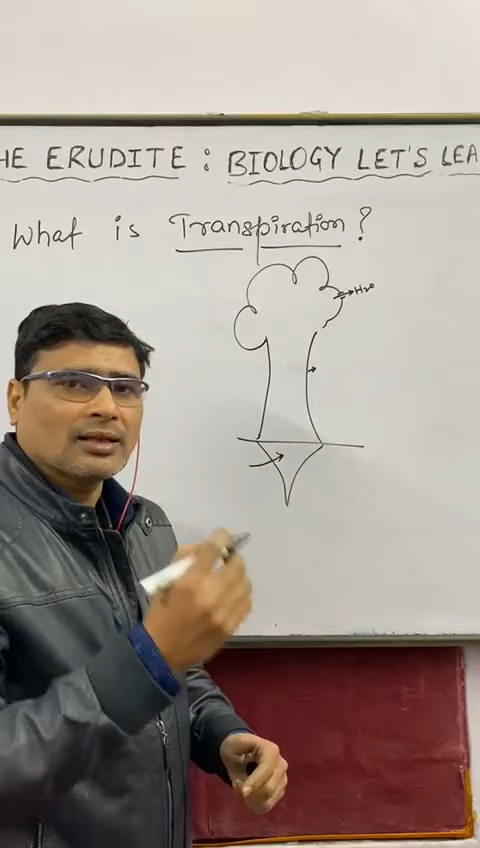 HE ERUDITE : BIOLOGY LET'S LEA
What is Transpiration ?
H₂O